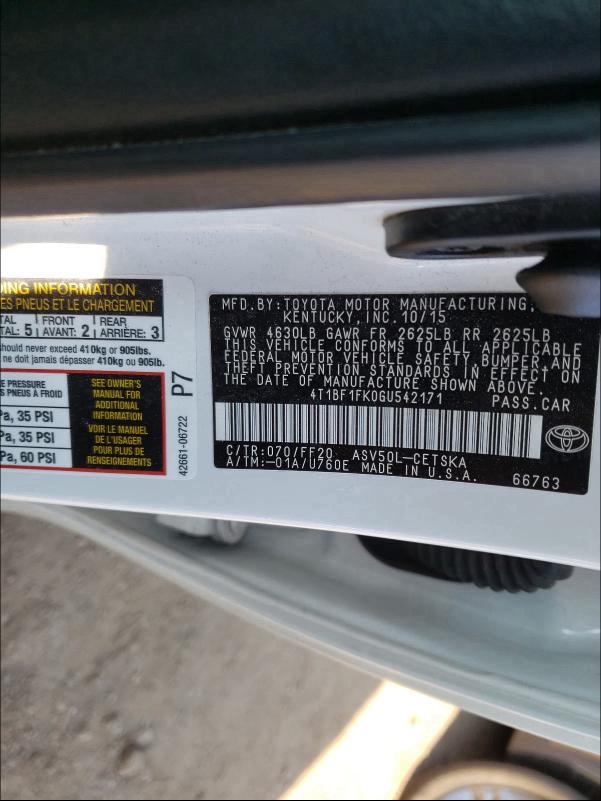 DING INFORMATION
ES PNEUS ET LE CHARGEMENT
TAL 5 FRONT 2 REAR 3
TAL: AVANT: ARRIÈRE:
should never exceed 410kg or 905lbs.
ne doit jamais dépasser 410kg ou 905lb.
E PRESSURE
S PNEUS À FROID
Pa, 35 PSI
Pa, 35 PSI
Pa, 60 PSI
SEE OWNER'S
MANUAL FOR
ADDITIONAL
INFORMATION
VOIR LE MANUEL
DE L'USAGER
POUR PLUS DE
RENSEIGNEMENTS
42661-06722
P7
MFD.BY:TOYOTA MOTOR MANUFACTURING,
KENTUCKY,INC.10/15
GVWR 4630LB GAWR FR 2625LB RR 2625LB
THIS VEHICLE CONFORMS TO ALL APPLICABLE
FEDERAL MOTOR VEHICLE SAFETY,BUMPER,AND
THEFT PREVENTION STANDARDS IN EFFECT ON
THE DATE OF MANUFACTURE SHOWN ABOVE.
4T1BF1FK0GU542171 PASS.CAR
C/TR:070/FF20 ASV50L-CETSKA
A/TM:-01A/U760E MADE IN U.S.A. 66763